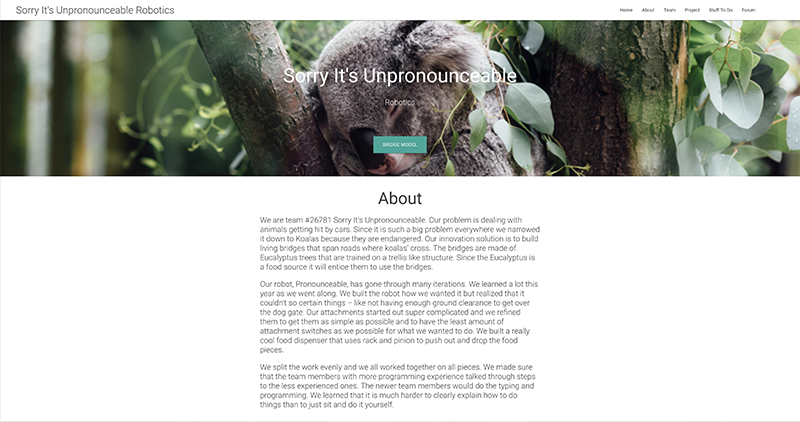 Sorry It's Unpronounceable Robotics
Home About Team Project Stuff To Do Forum
Sorry It's Unpronounceable
Robotics
BRIDGE MODEL
About
We are team #26781 Sorry It's Unpronounceable. Our problem is dealing with
animals getting hit by cars. Since it is such a big problem everywhere we narrowed
it down to Koalas because they are endangered. Our innovation solution is to build
living bridges that span roads where koalas' cross. The bridges are made of
Eucalyptus trees that are trained on a trellis like structure. Since the Eucalyptus is
a food source it will entice them to use the bridges.
Our robot, Pronounceable, has gone through many iterations. We learned a lot this
year as we went along. We built the robot how we wanted it but realized that it
couldn't so certain things – like not having enough ground clearance to get over
the dog gate. Our attachments started out super complicated and we refined
them to get them as simple as possible and to have the least amount of
attachment switches as we possible for what we wanted to do. We built a really
cool food dispenser that uses rack and pinion to push out and drop the food
pieces.
We split the work evenly and we all worked together on all pieces. We made sure
that the team members with more programming experience talked through steps
to the less experienced ones. The newer team members would do the typing and
programming. We learned that it is much harder to clearly explain how to do
things than to just sit and do it yourself.